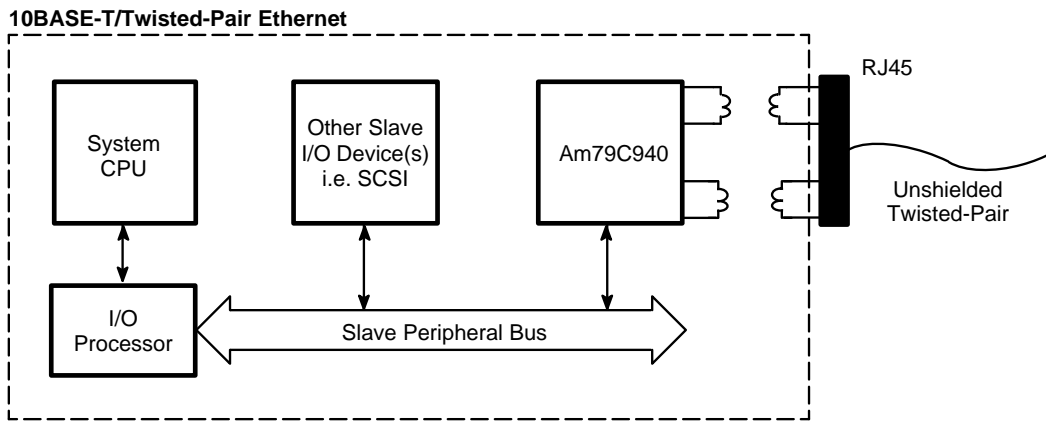 10BASE-T/Twisted-Pair Ethernet
System
CPU
Other Slave
I/O Device(s)
i.e. SCSI
Am79C940
RJ45
Unshielded
Twisted-Pair
I/O
Processor
Slave Peripheral Bus